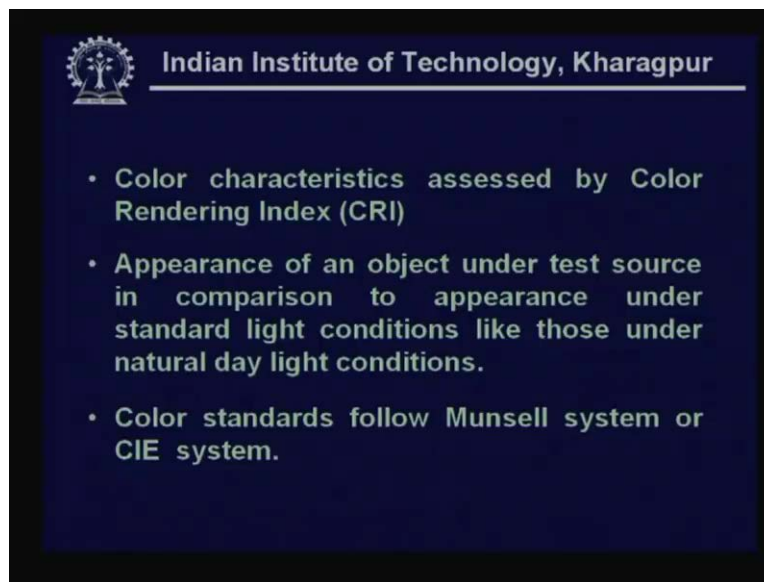 Indian Institute of Technology, Kharagpur
• Color characteristics assessed by Color
Rendering Index (CRI)
• Appearance of an object under test source
in comparison to appearance under
standard light conditions like those under
natural day light conditions.
• Color standards follow Munsell system or
CIE system.